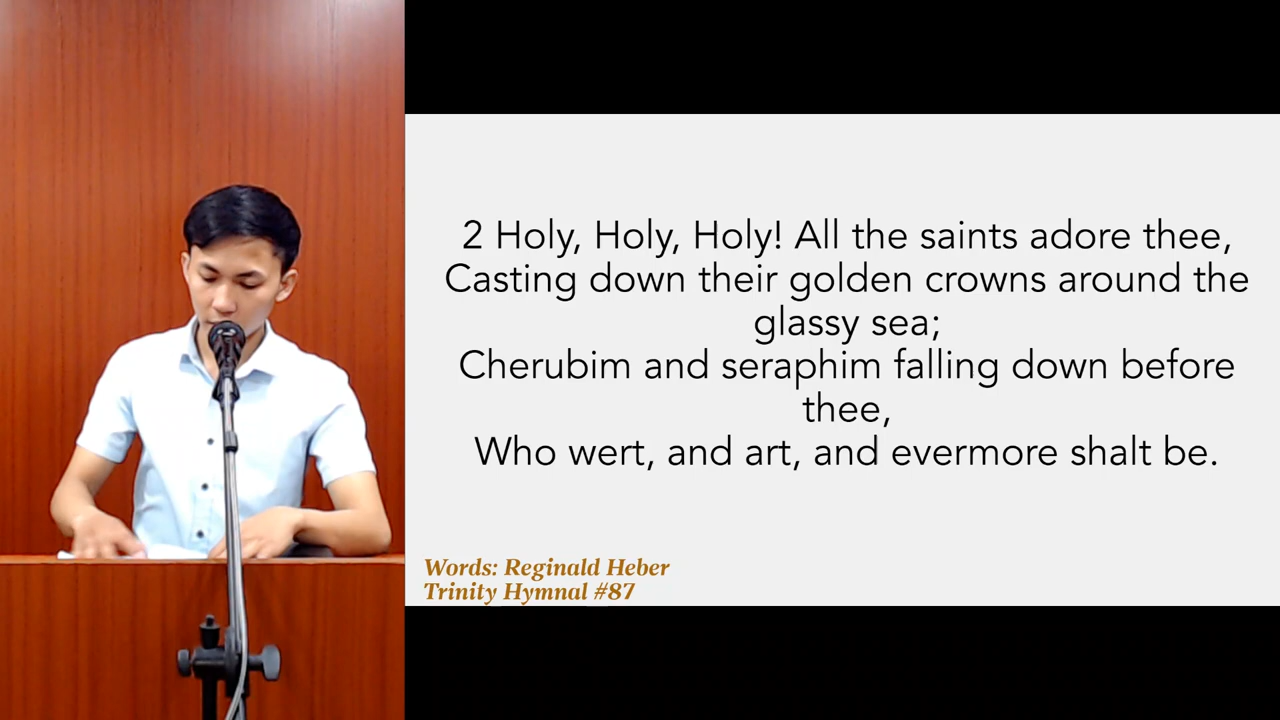 2 Holy, Holy, Holy! All the saints adore thee,
Casting down their golden crowns around the
glassy sea;
Cherubim and seraphim falling down before
thee,
Who wert, and art, and evermore shalt be.
Words: Reginald Heber
Trinity Hymnal #87